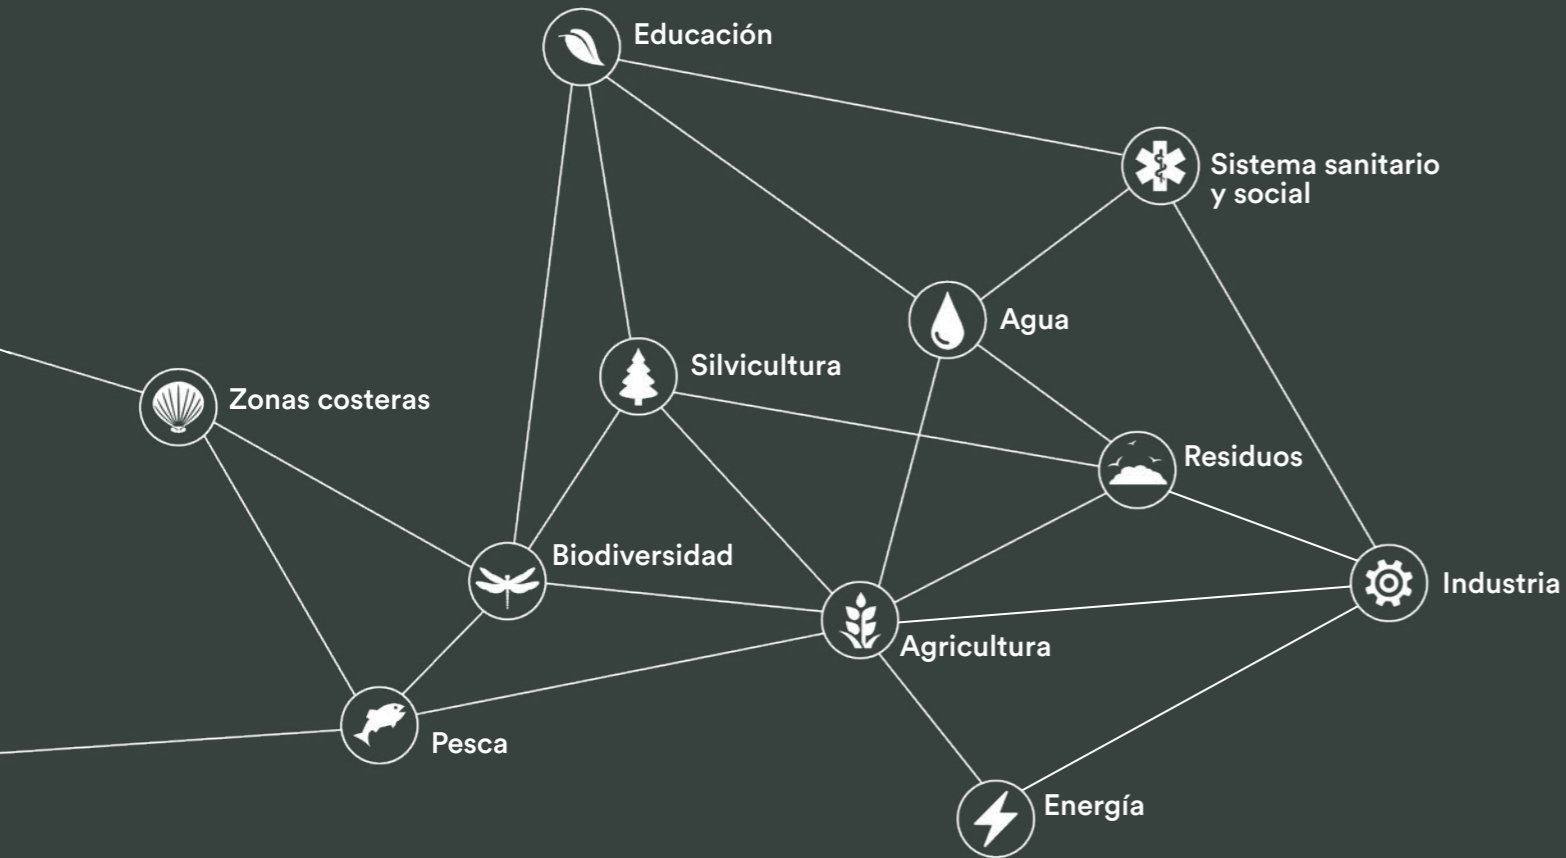 Educación
Sistema sanitario
y social
Agua
Silvicultura
Zonas costeras
Residuos
Biodiversidad
Industria
Agricultura
Pesca
Energía